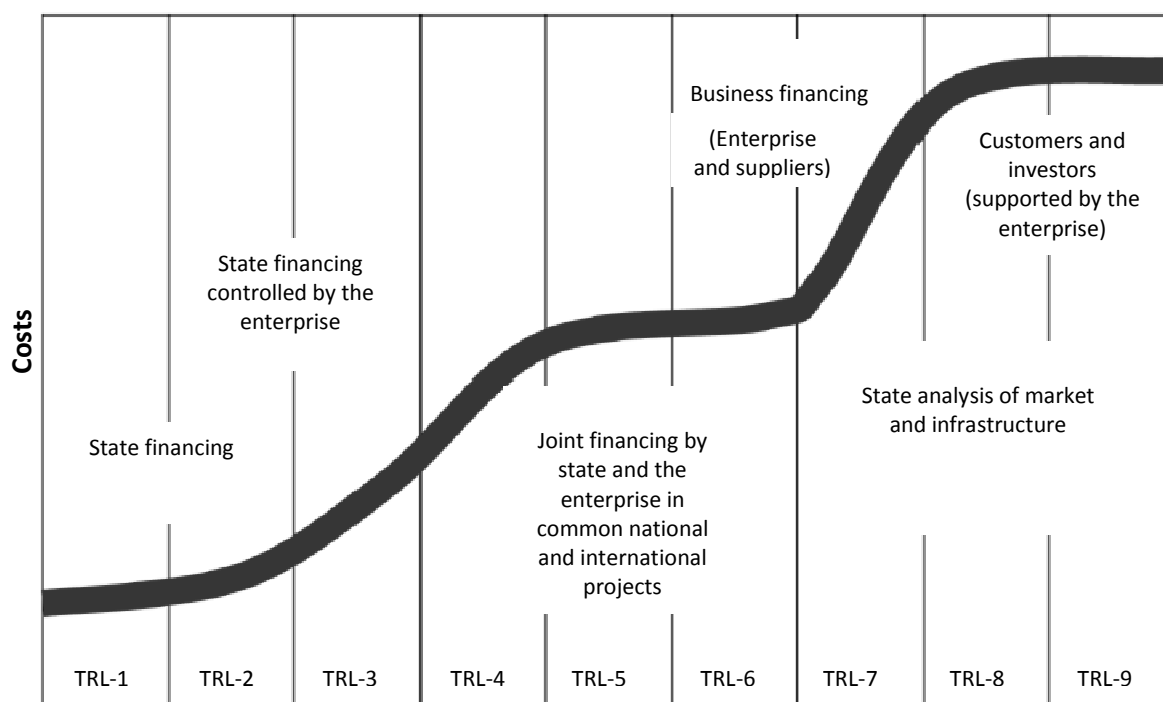 Business financing
(Enterprise
and suppliers)
Customers and
investors
(supported by the
enterprise)
State financing
controlled by the
enterprise
Costs
State analysis of market
and infrastructure
State financing
Joint financing by
state and the
enterprise in
common national
and international
projects
TRL-1 TRL-2 TRL-3 TRL-4 TRL-5 TRL-6 TRL-7 TRL-8 TRL-9